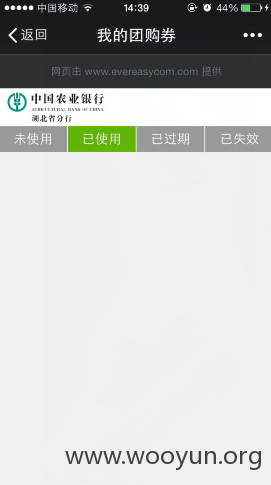 中国移动 14:39 44%
返回 我的团购券
网页由 www.evereasycom.com 提供
中国农业银行
AGRICULTURAL BANK OF CHINA
湖北省分行
未使用 已使用 已过期 已失效
www.wooyun.org